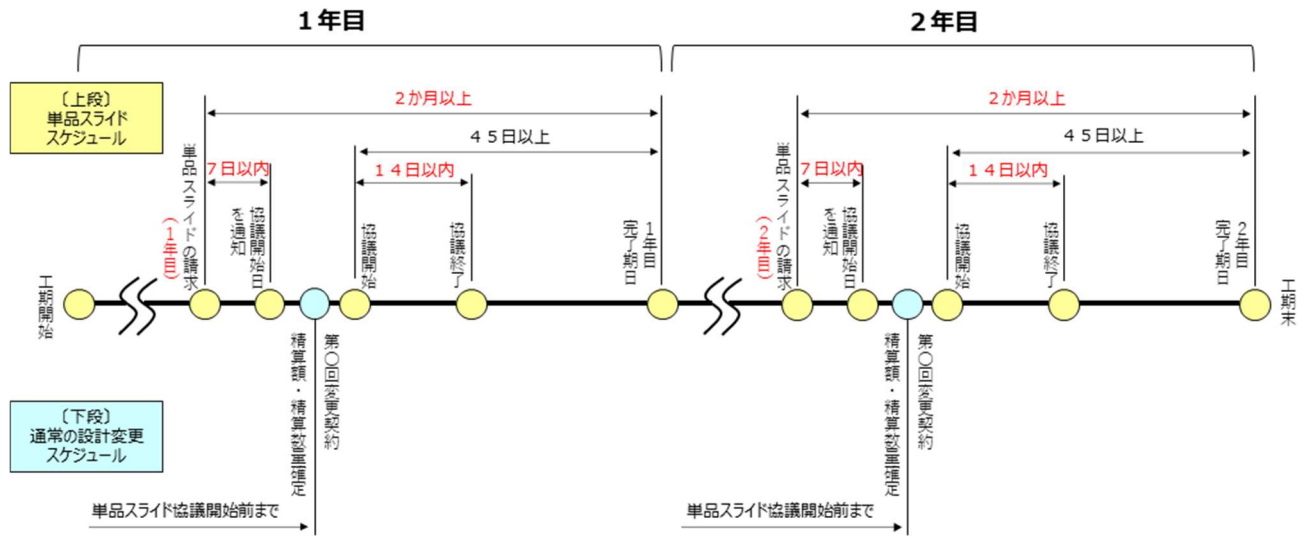 1年目
2年目
〔上段〕
単品スライド
スケジュール
2か月以上
45日以上
7日以内
14日以内
単品スライドの請求
(1年目)
協議開始日
を通知
協議開始
協議終了
1年目
完了期日
2か月以上
45日以上
7日以内
14日以内
単品スライドの請求
(2年目)
協議開始日
を通知
協議開始
協議終了
2年目
完了期日
工期開始
工期末
〔下段〕
通常の設計変更
スケジュール
第〇回変更契約
精算額・精算数量確定
単品スライド協議開始前まで
第〇回変更契約
精算額・精算数量確定
単品スライド協議開始前まで